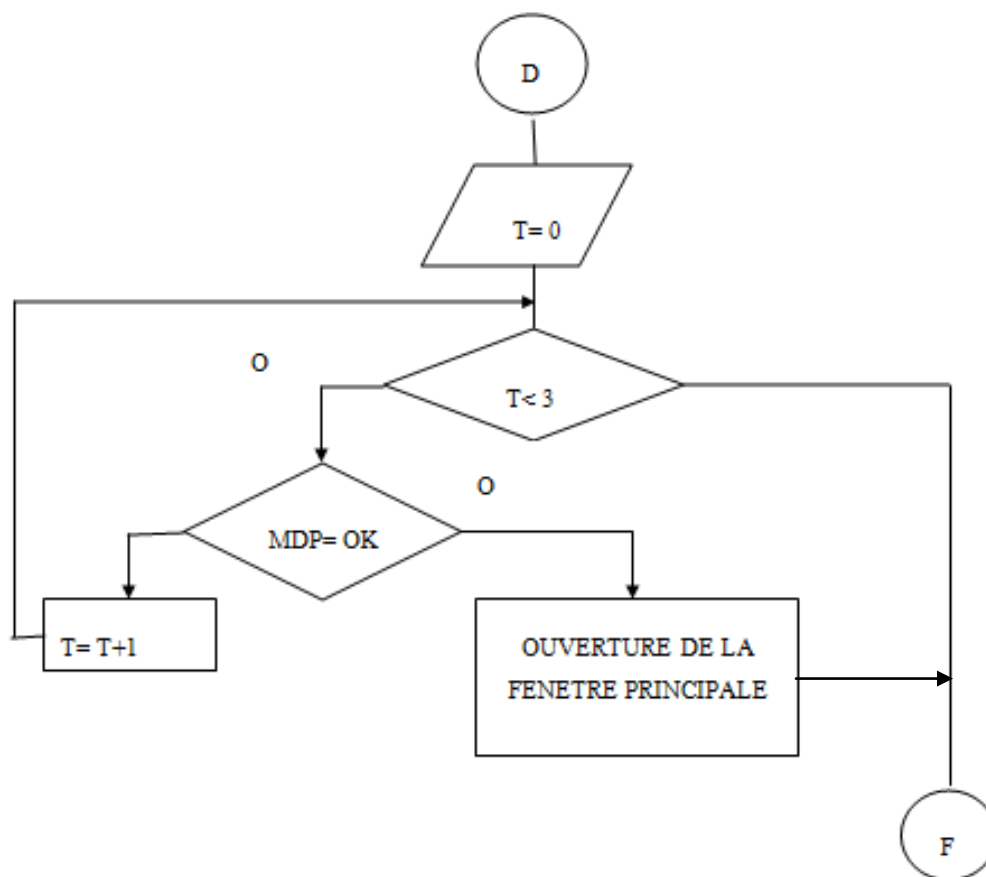 D
T= 0
O
T< 3
O
MDP= OK
T= T+1
OUVERTURE DE LA
FENETRE PRINCIPALE
F